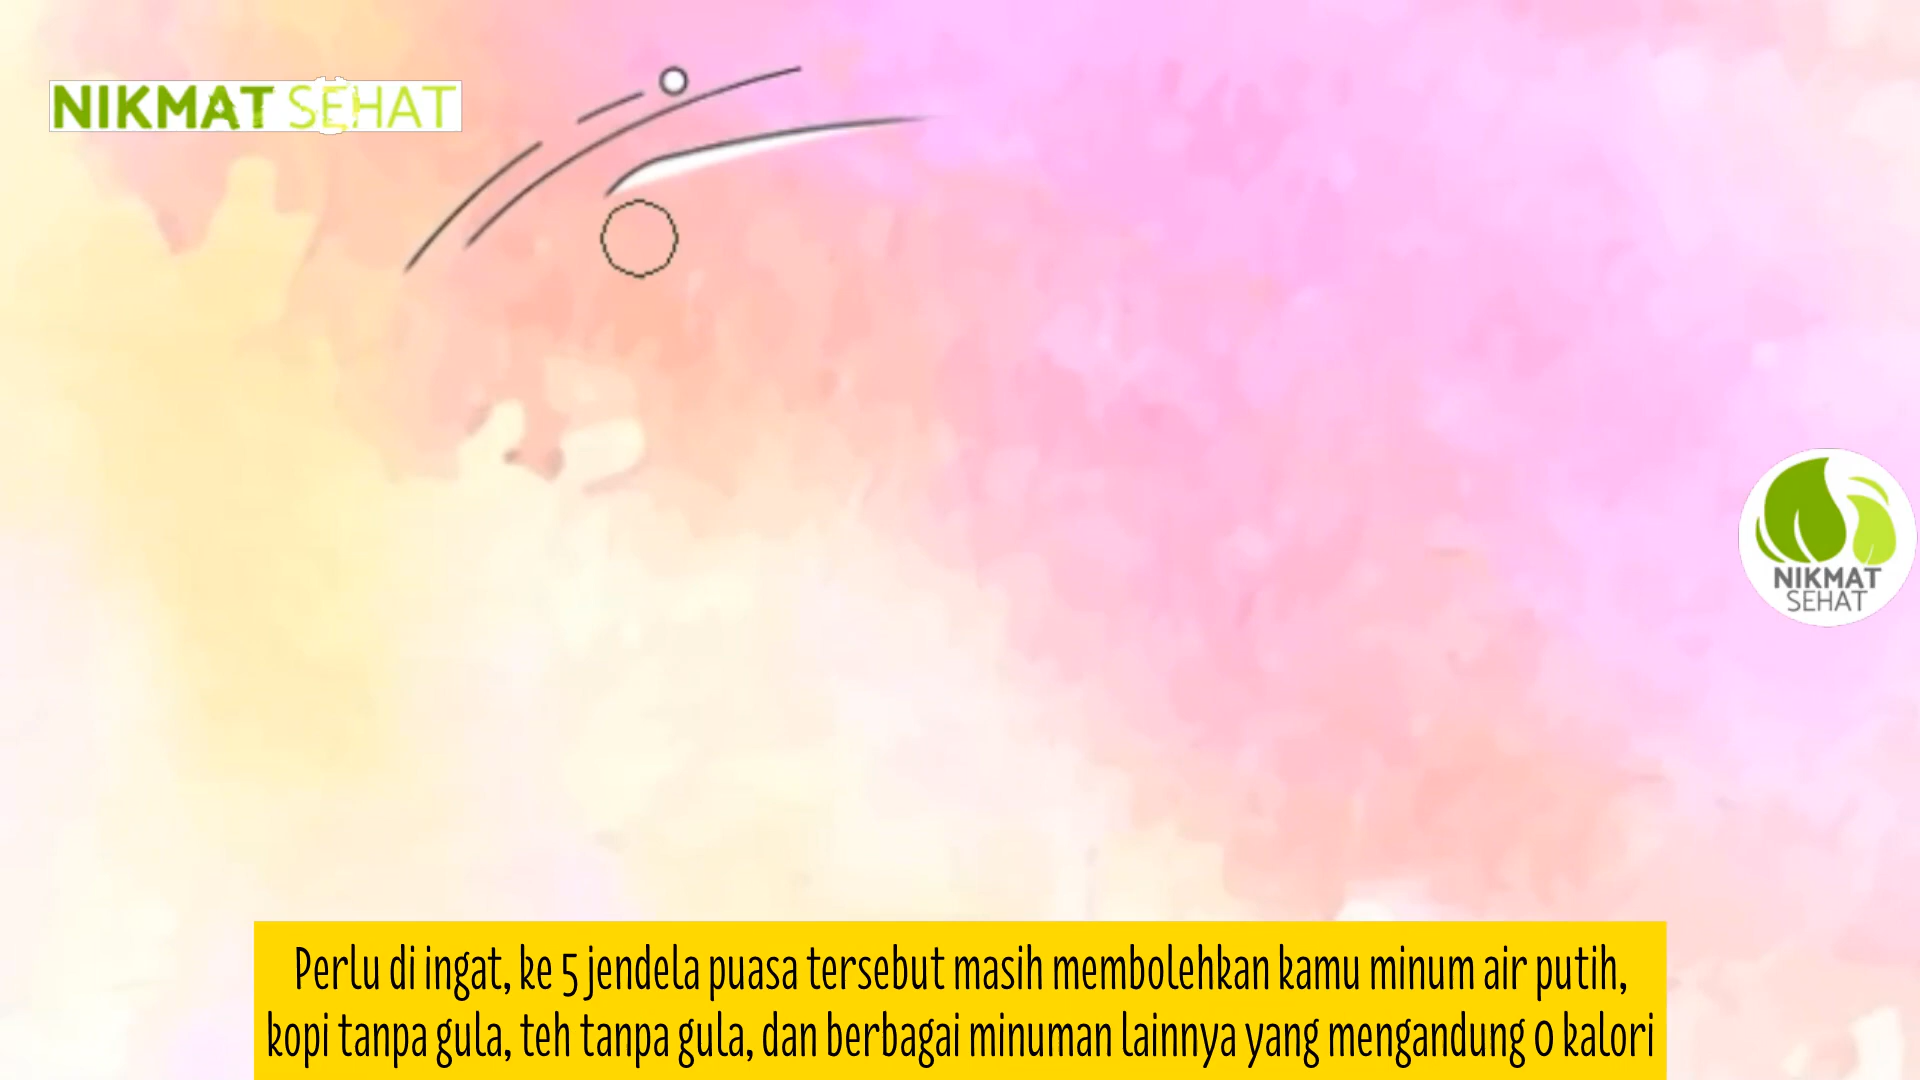 NIKMAT SEHAT
NIKMAT
SEHAT
Perlu di ingat, ke 5 jendela puasa tersebut masih membolehkan kamu minum air putih,
kopi tanpa gula, teh tanpa gula, dan berbagai minuman lainnya yang mengandung 0 kalori